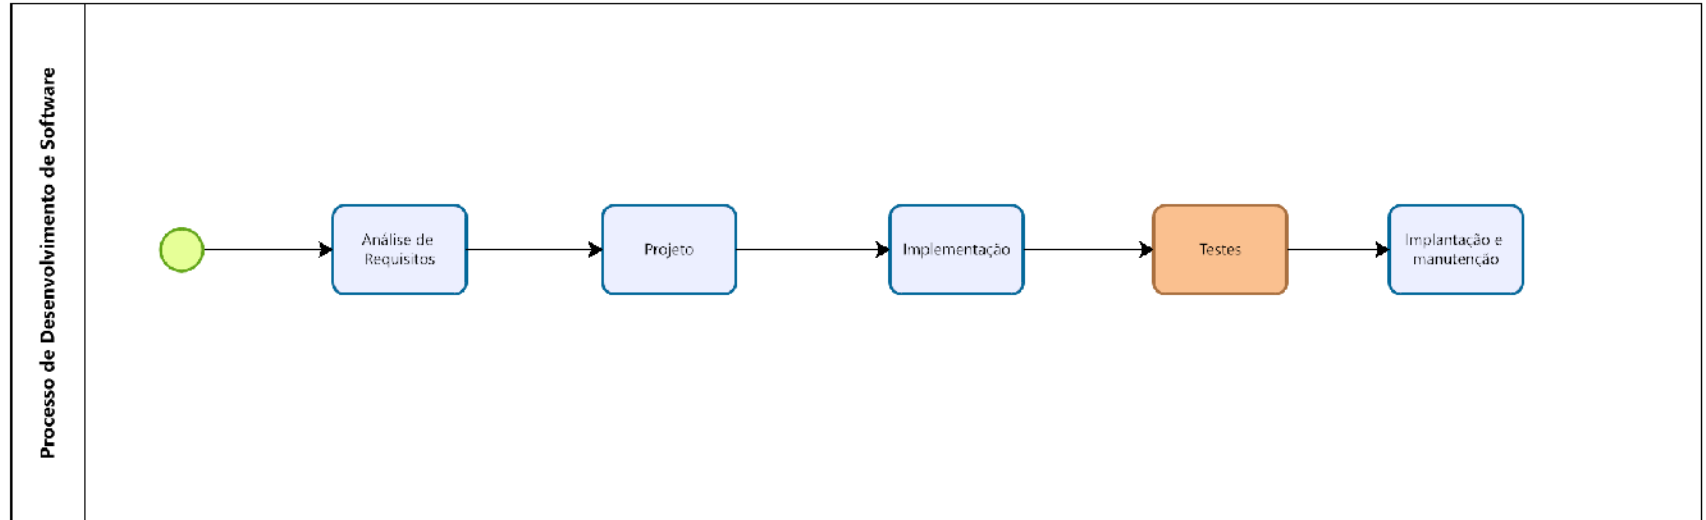 Processo de Desenvolvimento de Software
Análise de
Requisitos
Projeto
Implementação
Testes
Implantação e
manutenção